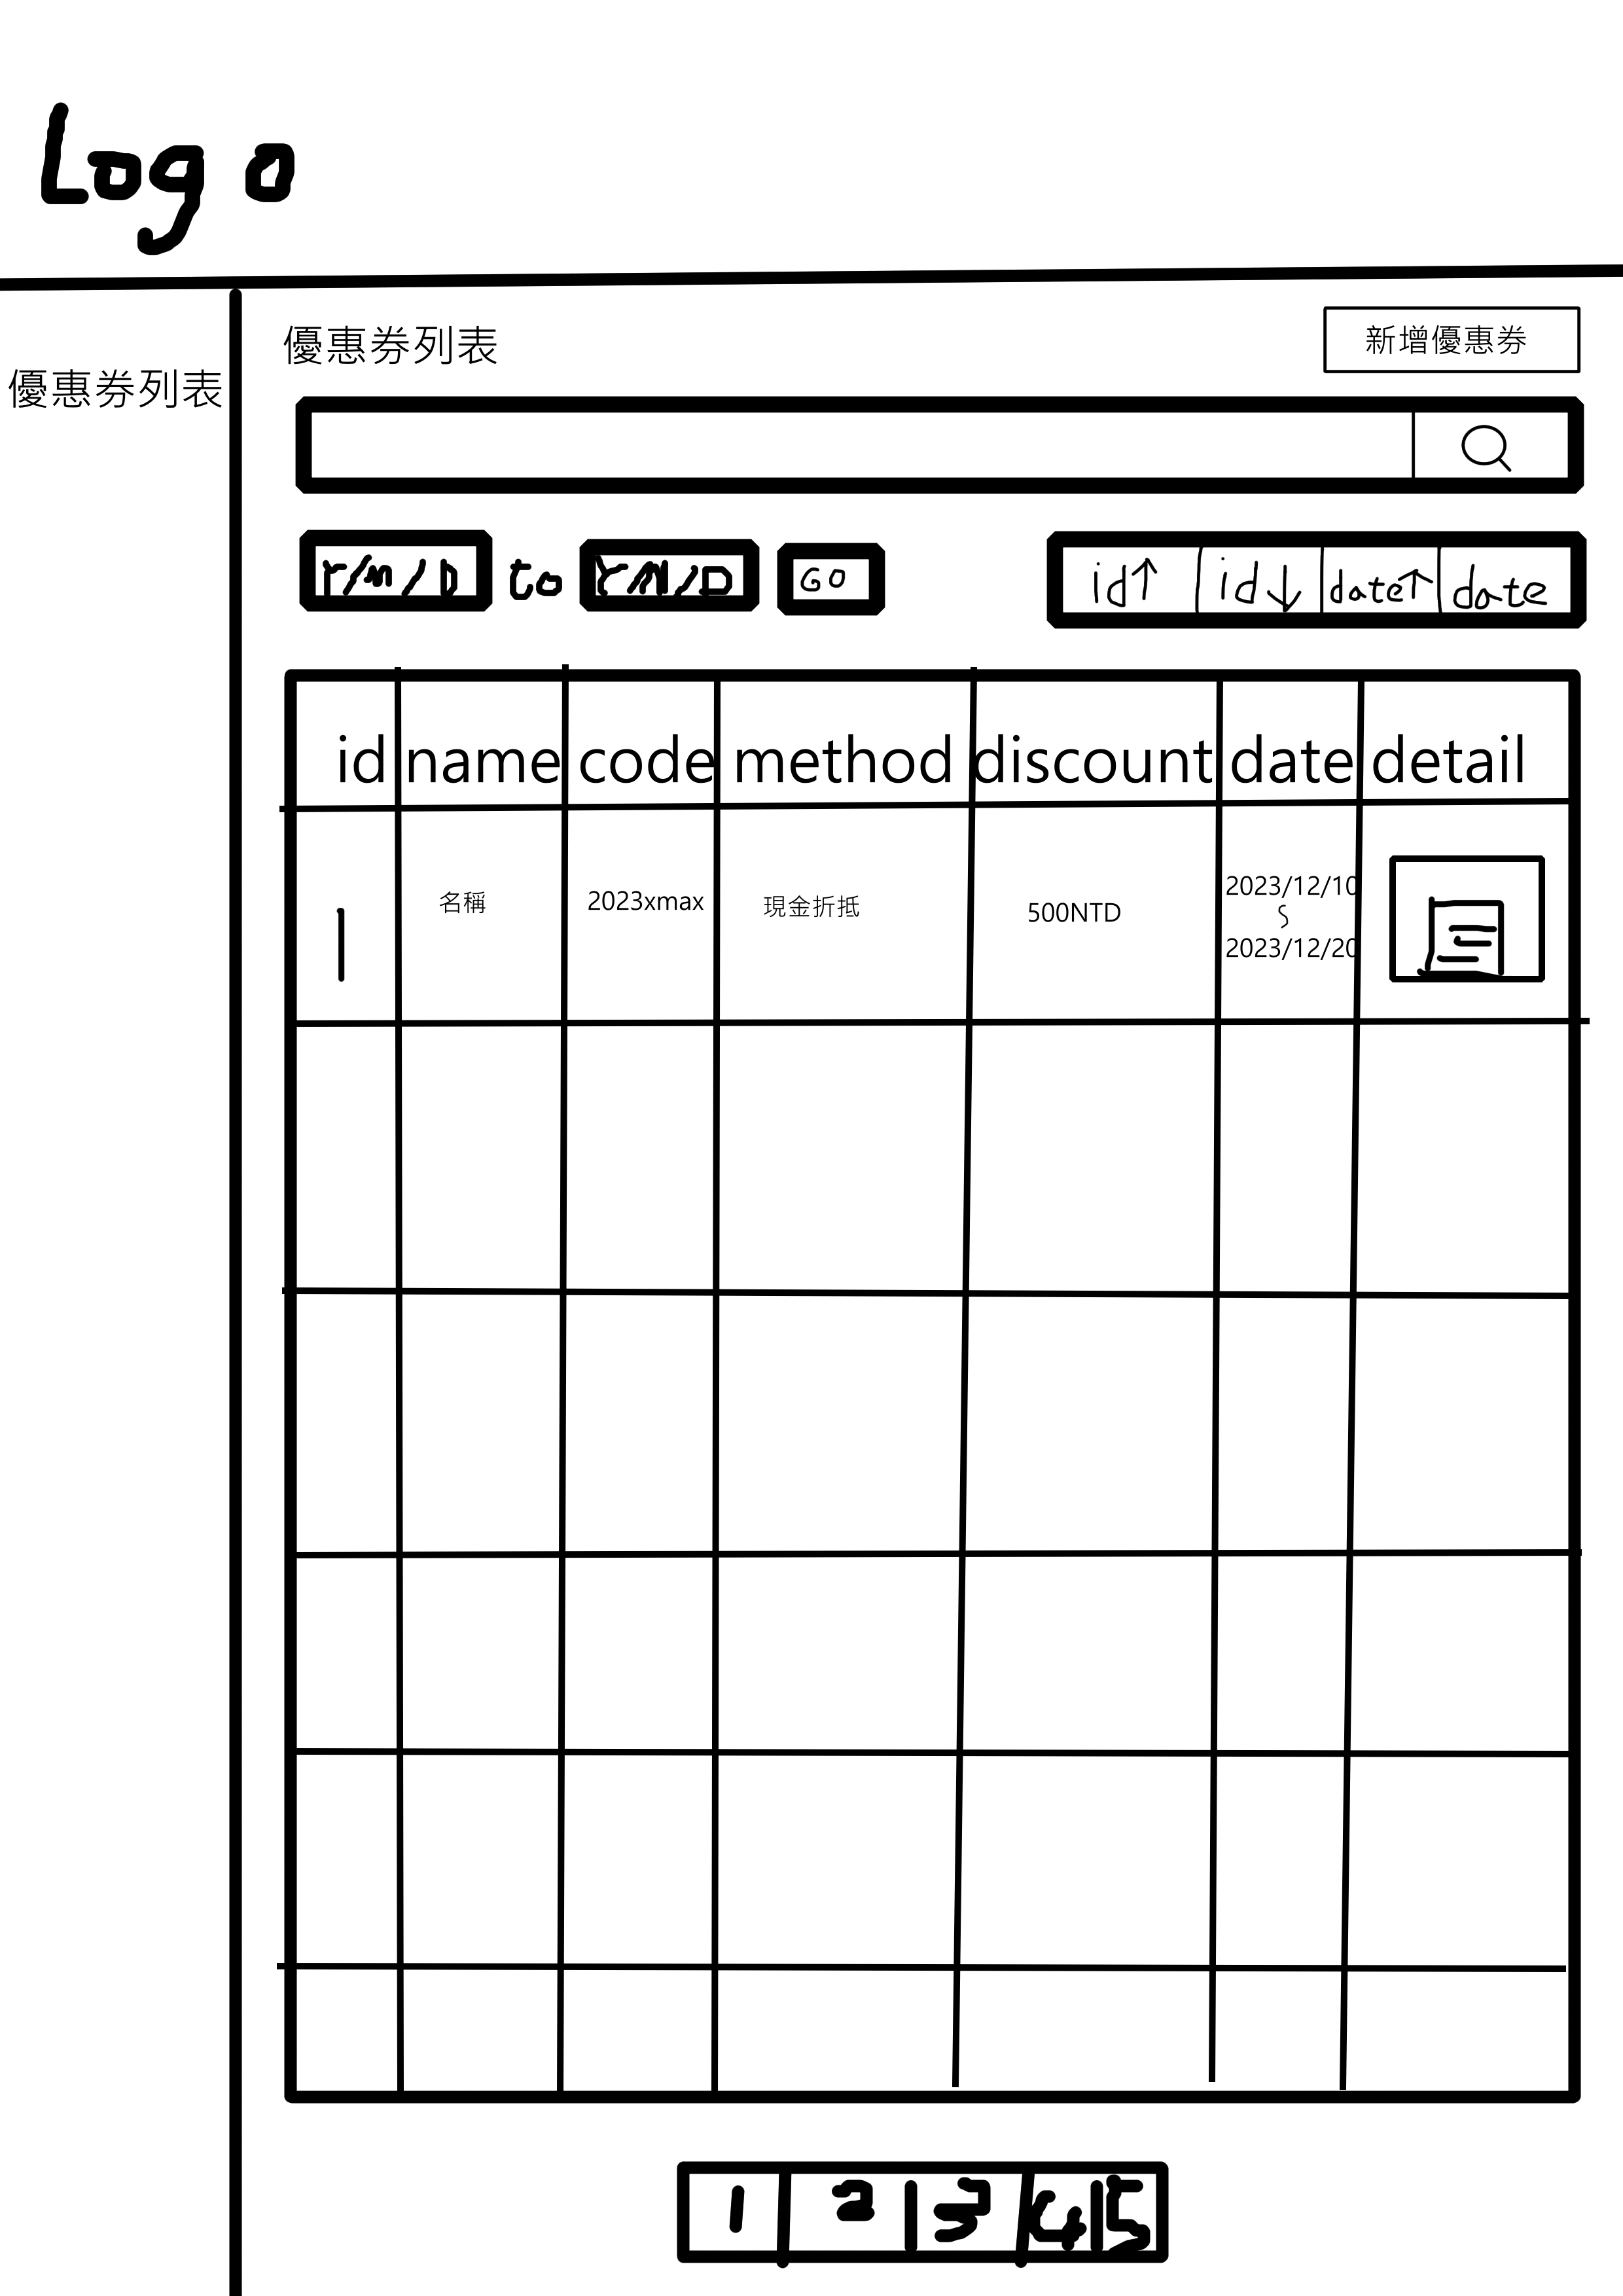 Logo
優惠券列表
優惠券列表
新增優惠券
Y/M/D to Y/M/D GO
id↑ id↓ date↑ date
id name code method discount date detail
1 名稱 2023xmax 現金折抵 500NTD 2023/12/10
~
2023/12/20
1 2 3 4 5